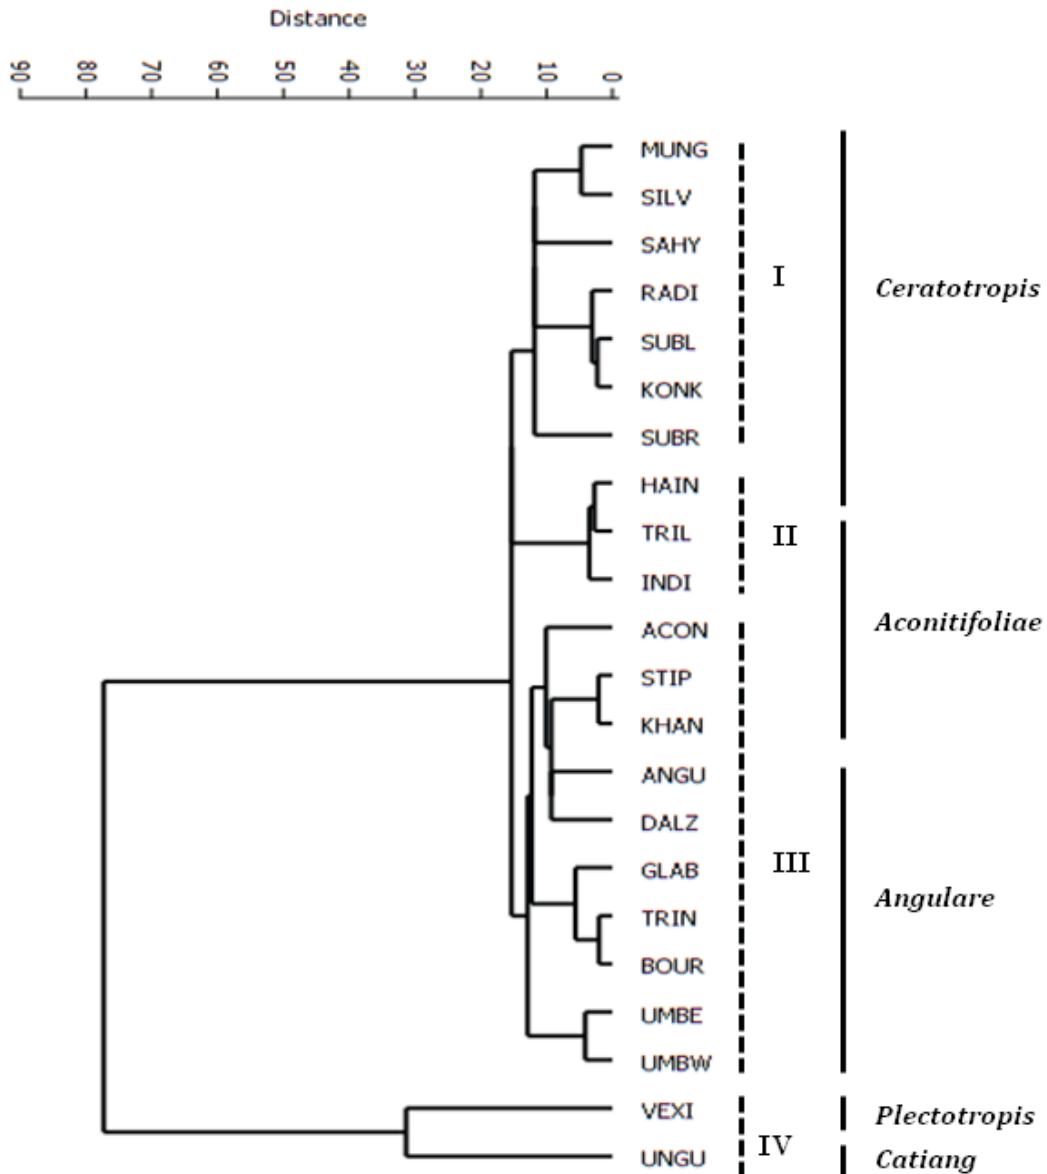 Distance
90 80 70 60 50 40 30 20 10 0
MUNG
SILV
SAHY
RADI
SUBL
KONK
SUBR
HAIN
TRIL
INDI
ACON
STIP
KHAN
ANGU
DALZ
GLAB
TRIN
BOUR
UMBE
UMBW
VEXI
UNGU
I
II
III
IV
Ceratotropis
Aconitifoliae
Angulare
Plectotropis
Catiang